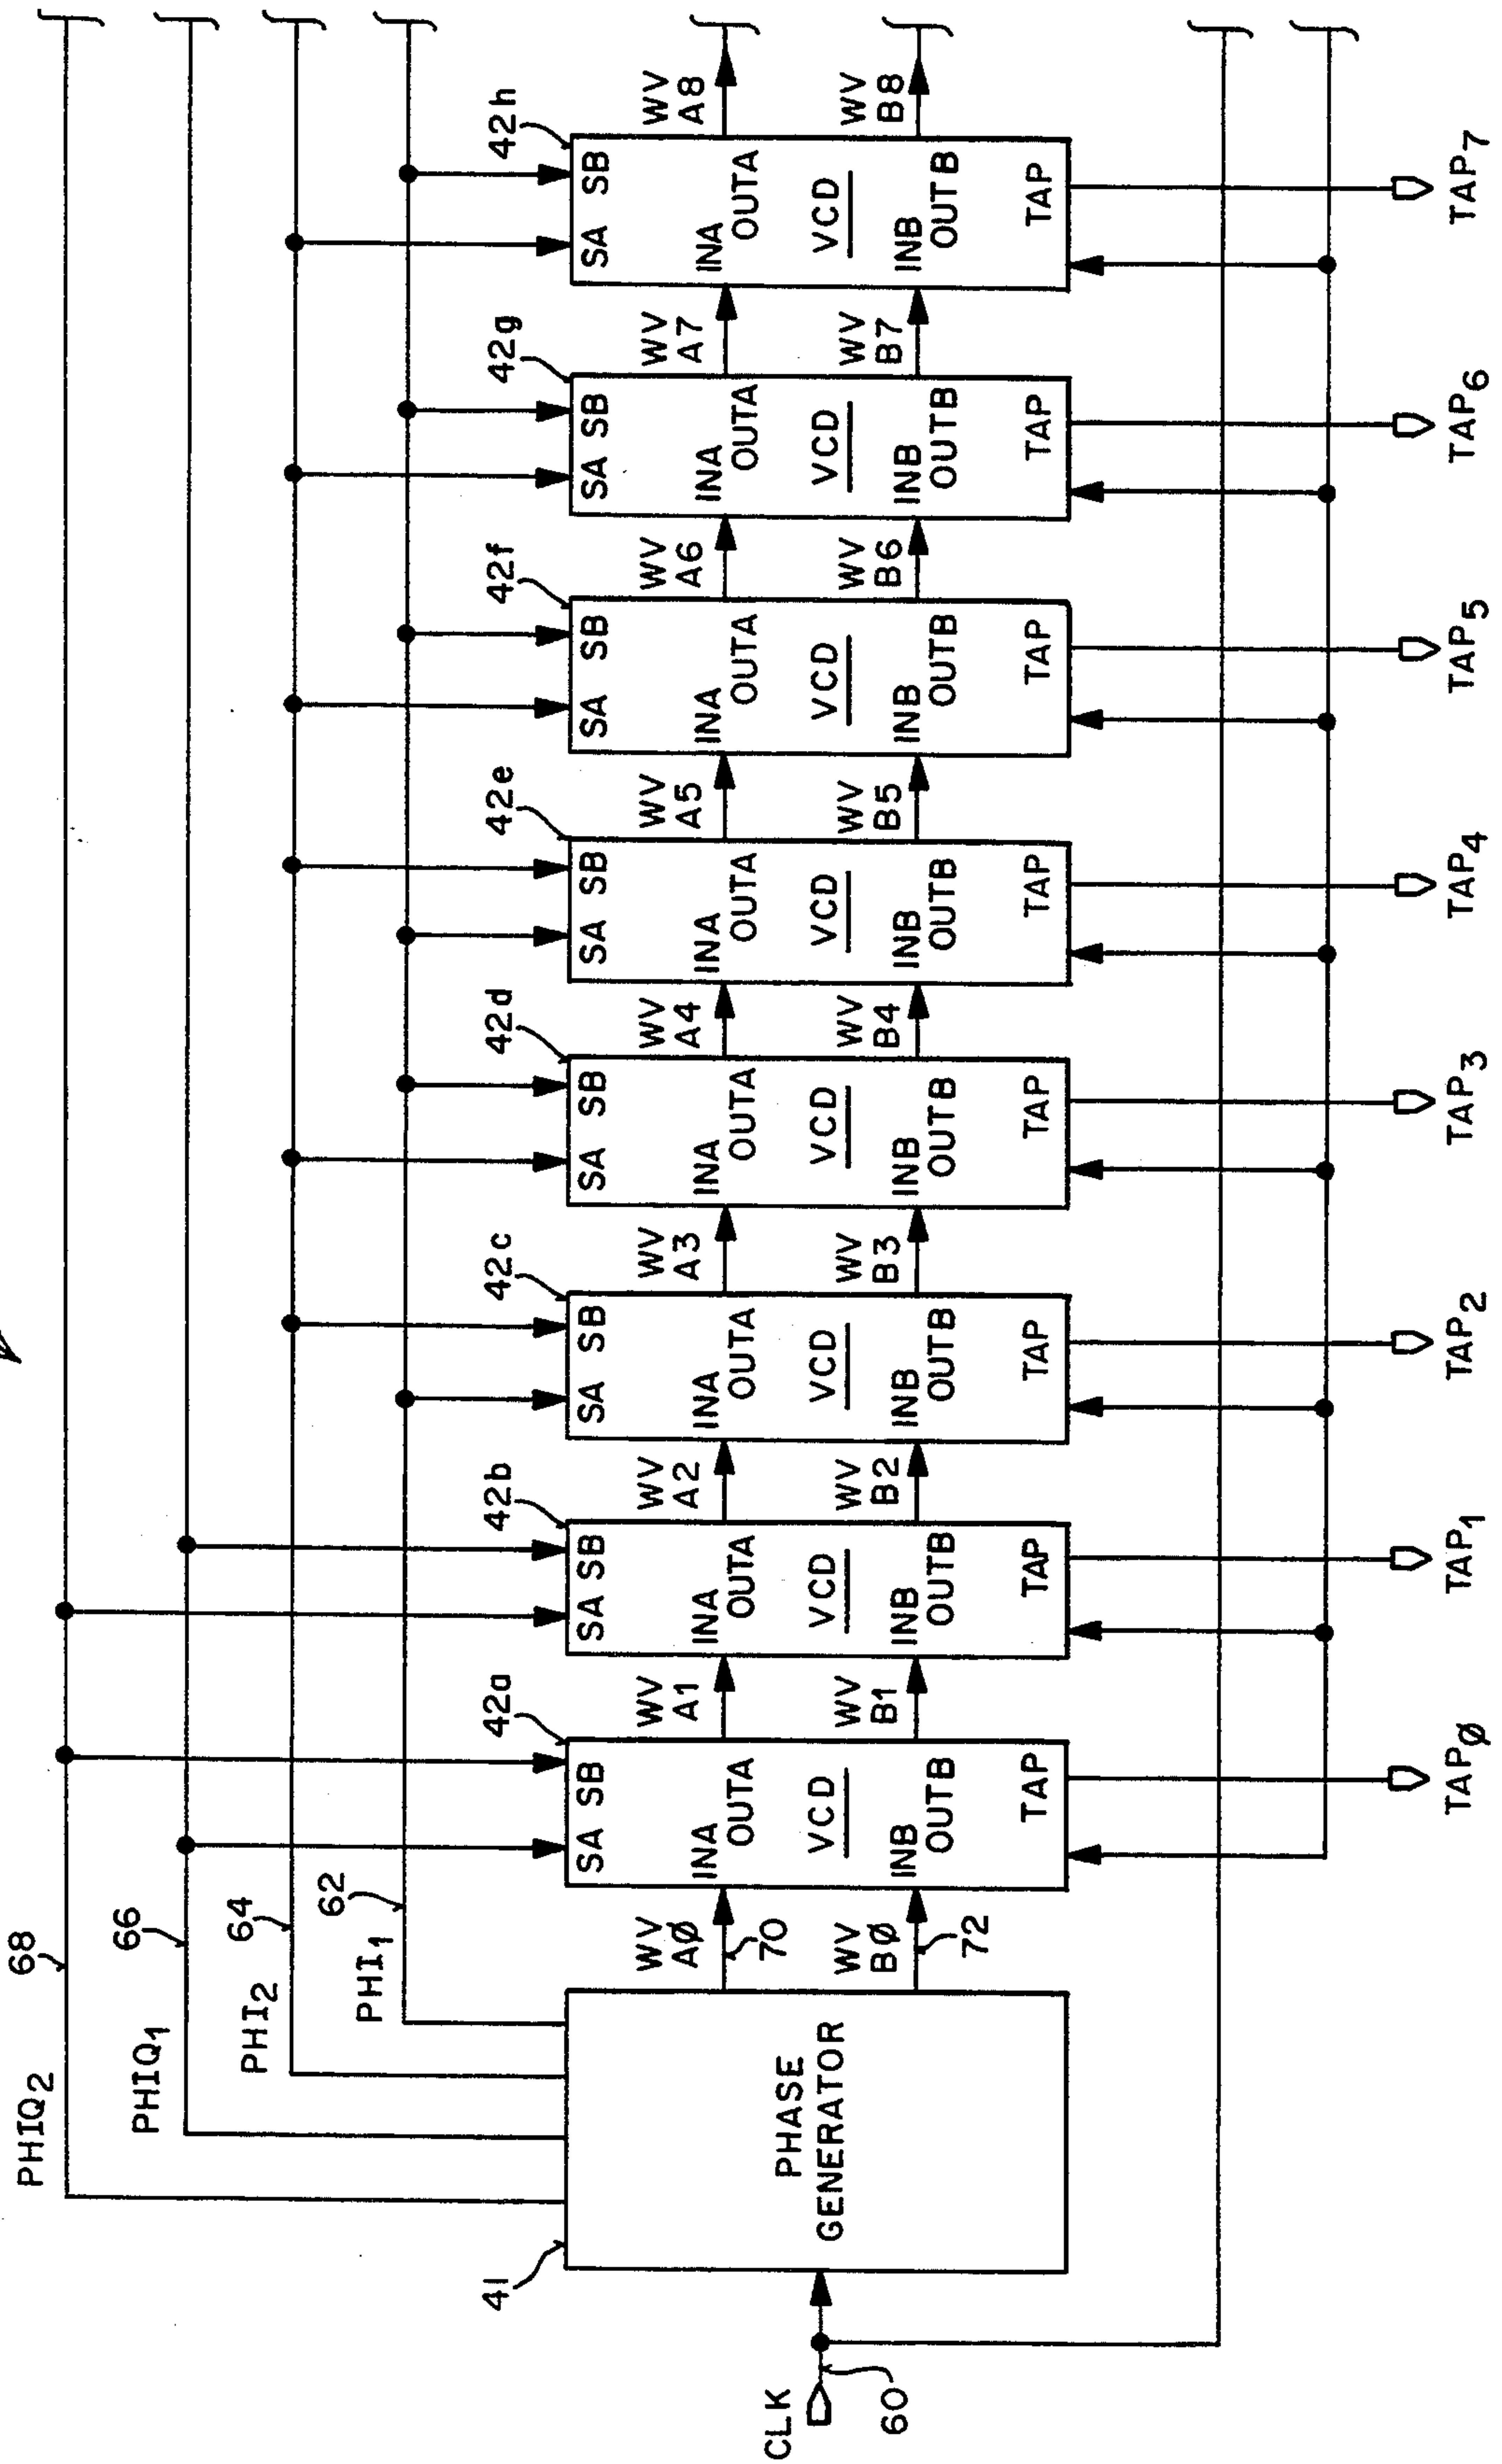 PHIQ2
68
PHIQ1
66
PHI2
64
PHI1
62
41
42a
42b
42c
42d
42e
42f
42g
42h
CLK
60
PHASE
GENERATOR
WV
AØ
70
WV
BØ
72
SA SB
INA
OUTA
VCD
INB
OUTB
TAP
WV
A1
WV
B1
SA SB
INA
OUTA
VCD
INB
OUTB
TAP
WV
A2
WV
B2
SA SB
INA
OUTA
VCD
INB
OUTB
TAP
WV
A3
WV
B3
SA SB
INA
OUTA
VCD
INB
OUTB
TAP
WV
A4
WV
B4
SA SB
INA
OUTA
VCD
INB
OUTB
TAP
WV
A5
WV
B5
SA SB
INA
OUTA
VCD
INB
OUTB
TAP
WV
A6
WV
B6
SA SB
INA
OUTA
VCD
INB
OUTB
TAP
WV
A7
WV
B7
SA SB
INA
OUTA
VCD
INB
OUTB
TAP
WV
A8
WV
B8
TAPØ
TAP1
TAP2
TAP3
TAP4
TAP5
TAP6
TAP7